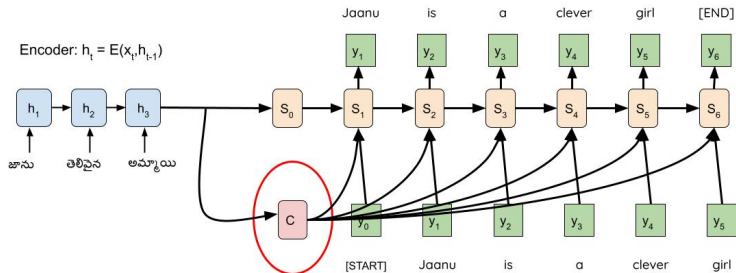 Jaanu is a clever girl [END]
y1 y2 y3 y4 y5 y6
Encoder: ht = E(xt,ht-1)
h1 h2 h3 S0 S1 S2 S3 S4 S5 S6
జాను తెలివైన అమ్మాయి
C y0 y1 y2 y3 y4 y5
[START] Jaanu is a clever girl